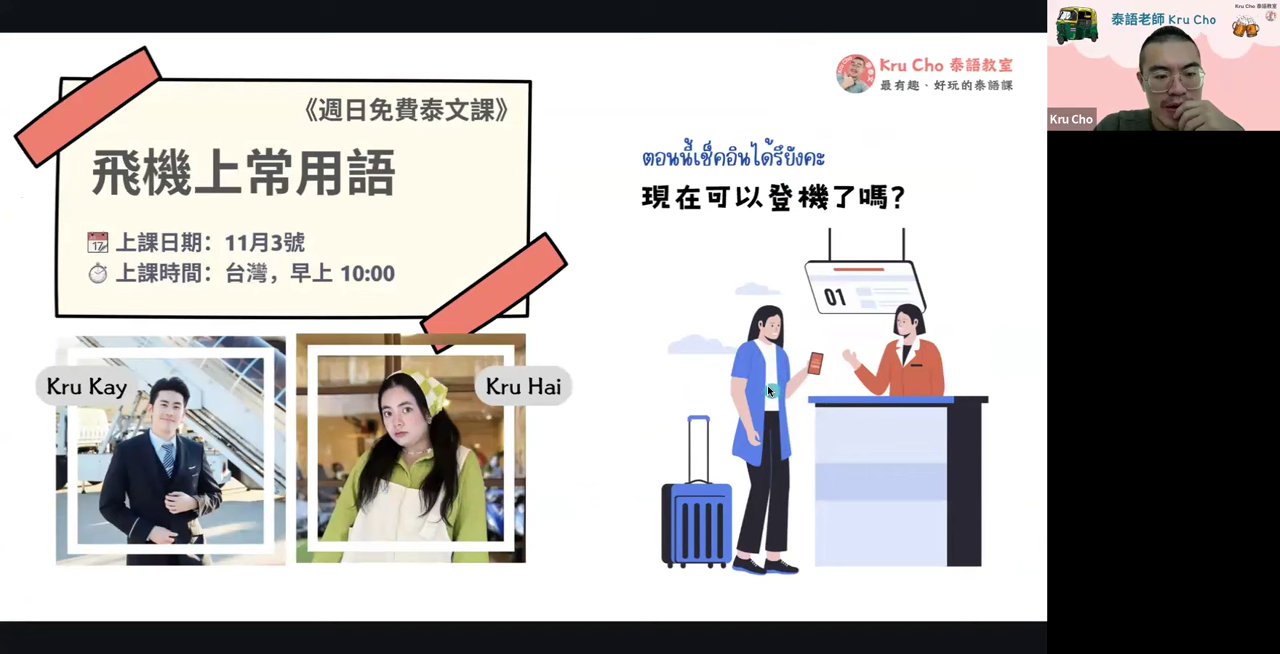 《週日免費泰文課》
飛機上常用語
17
上課日期：11月3號
上課時間：台灣，早上 10:00
Kru Kay
Kru Hai
Kru Cho 泰語教室
最有趣、好玩的泰語課
ตอนนี้เช็คอินได้รึยังคะ
現在可以登機了嗎?
01
泰語老師 Kru Cho
Kru Cho 泰語教室
Kru Cho